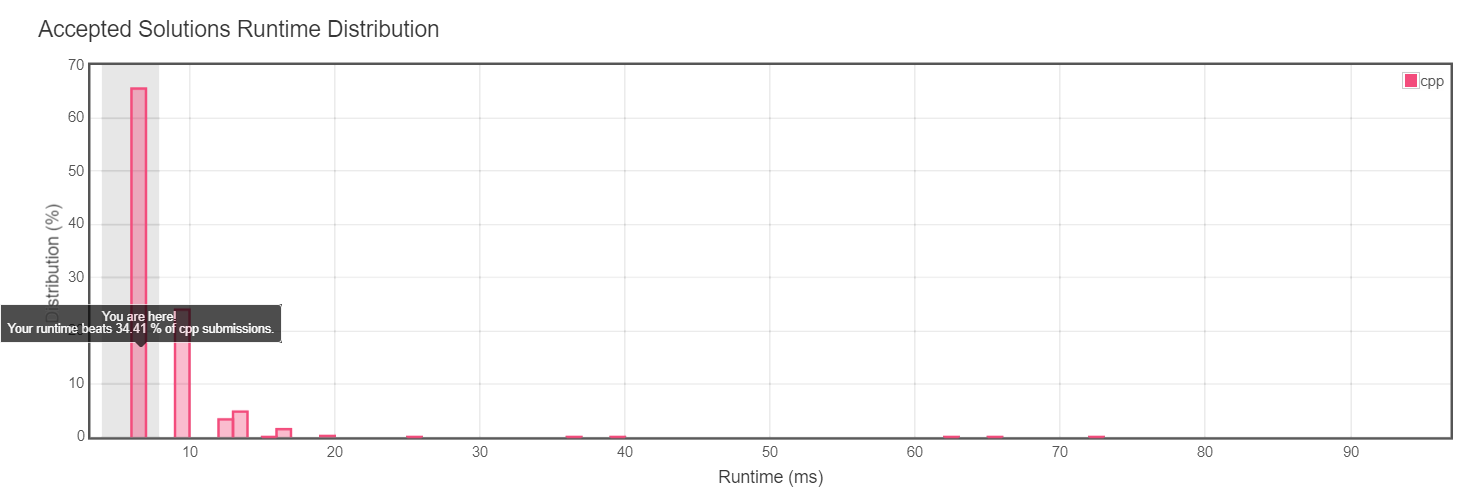 Accepted Solutions Runtime Distribution
cpp
70
60
50
40
30
10
0
Distribution (%)
You are here!
Your runtime beats 34.41 % of cpp submissions.
10
20
30
40
50
60
70
80
90
Runtime (ms)